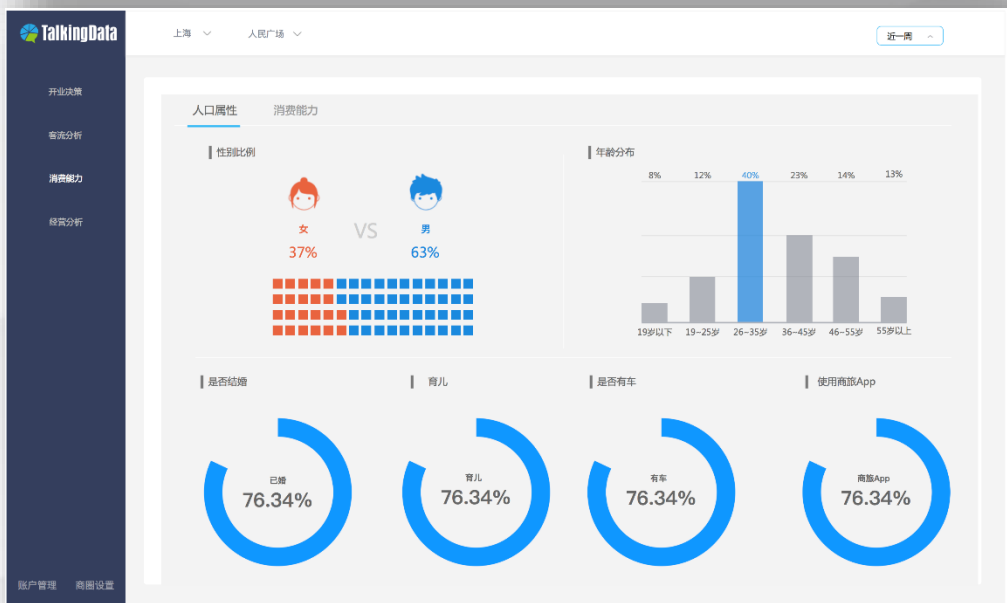 TalkingData
上海
人民广场
近一周
开业决策
客流分析
消费能力
经营分析
账户管理 商圈设置
人口属性 消费能力
性别比例
女 VS 男
37% 63%
年龄分布
8% 12% 40% 23% 14% 13%
19岁以下 19~25岁 26~35岁 36~45岁 46~55岁 55岁以上
是否结婚
已婚
76.34%
育儿
育儿
76.34%
是否有车
有车
76.34%
使用商旅App
商旅App
76.34%